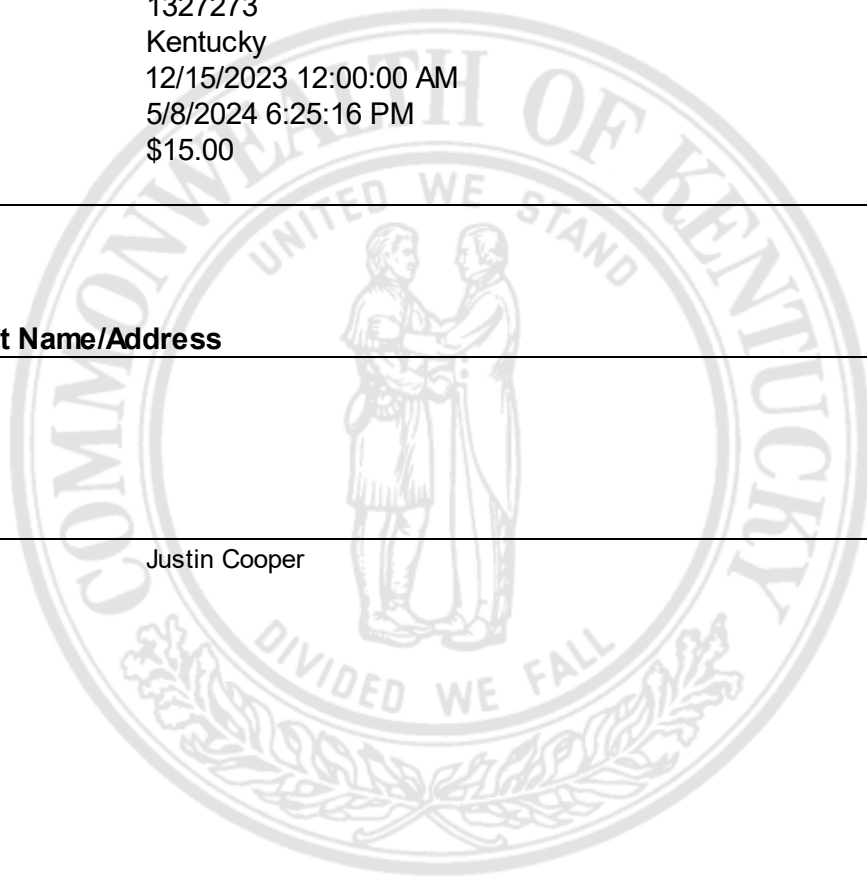 1327273
Kentucky
12/15/2023 12:00:00 AM
5/8/2024 6:25:16 PM
$15.00
t Name/Address
Justin Cooper
COMMONWEALTH OF KENTUCKY
UNITED WE STAND
DIVIDED WE FALL